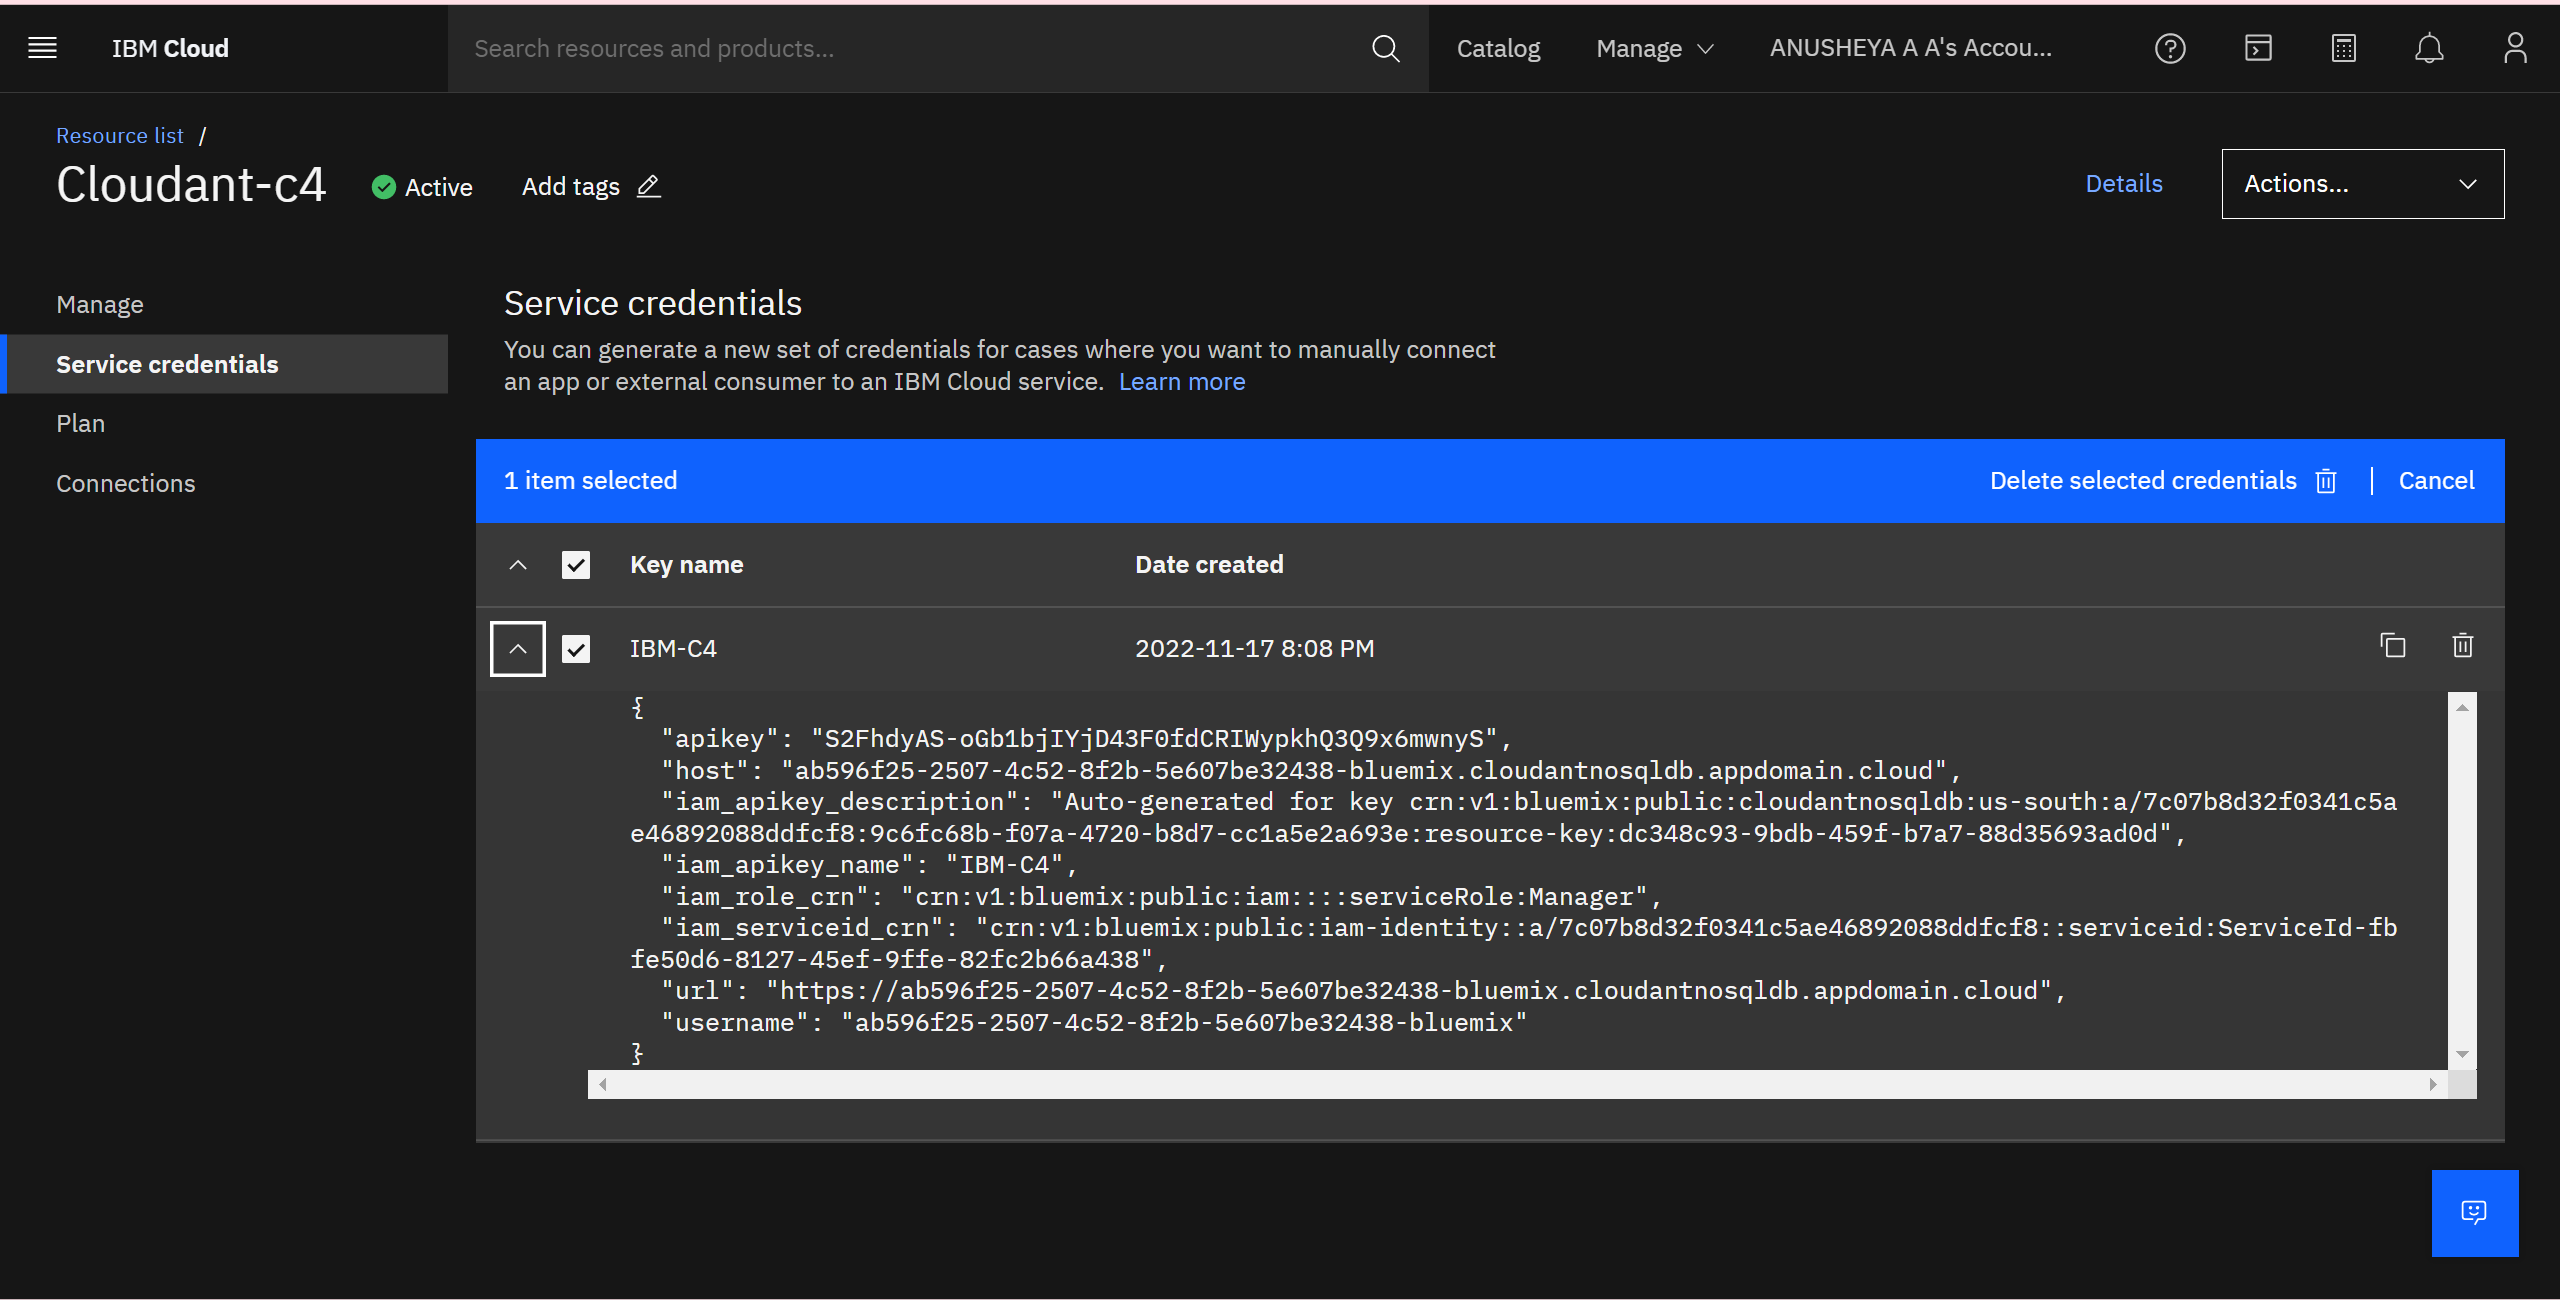 IBM Cloud
Search resources and products...
Catalog
Manage
ANUSHEYA A A's Accou...
Resource list /
Cloudant-c4
Active
Add tags
Details
Actions...
Manage
Service credentials
Plan
Connections
Service credentials
You can generate a new set of credentials for cases where you want to manually connect
an app or external consumer to an IBM Cloud service. Learn more
1 item selected
Delete selected credentials
Cancel
Key name
Date created
IBM-C4
2022-11-17 8:08 PM
{
"apikey": "S2FhdyAS-oGb1bjIYjD43F0fdCRIWypkhQ3Q9x6mwnyS",
"host": "ab596f25-2507-4c52-8f2b-5e607be32438-bluemix.cloudantnosqldb.appdomain.cloud",
"iam_apikey_description": "Auto-generated for key crn:v1:bluemix:public:cloudantnosqldb:us-south:a/7c07b8d32f0341c5a
e46892088ddfcf8:9c6fc68b-f07a-4720-b8d7-cc1a5e2a693e:resource-key:dc348c93-9bdb-459f-b7a7-88d35693ad0d",
"iam_apikey_name": "IBM-C4",
"iam_role_crn": "crn:v1:bluemix:public:iam::::serviceRole:Manager",
"iam_serviceid_crn": "crn:v1:bluemix:public:iam-identity::a/7c07b8d32f0341c5ae46892088ddfcf8::serviceid:ServiceId-fb
fe50d6-8127-45ef-9ffe-82fc2b66a438",
"url": "https://ab596f25-2507-4c52-8f2b-5e607be32438-bluemix.cloudantnosqldb.appdomain.cloud",
"username": "ab596f25-2507-4c52-8f2b-5e607be32438-bluemix"
}